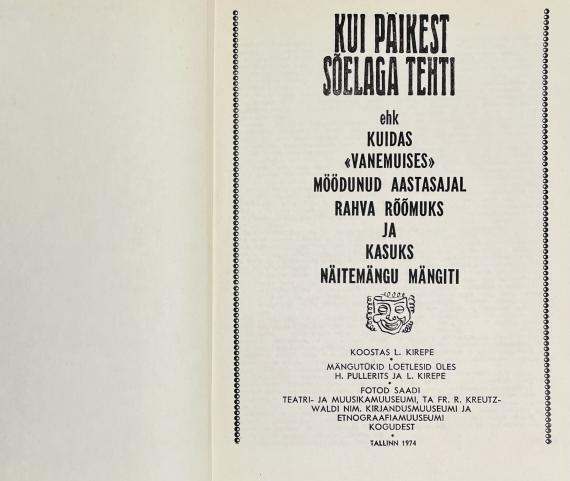 KUI PÄIKEST
SÕELAGA TEHTI
ehk
KUIDAS
«VANEMUISES»
MÖÖDUNUD AASTASAJAL
RAHVA RÕÕMUKS
JA
KASUKS
NÄITEMÄNGU MÄNGITI
KOOSTAS L. KIREPE
MÄNGUTÜKID LOETLESID ÜLES
H. PULLERITS JA L. KIREPE
FOTOD SAADI
TEATRI- JA MUUSIKAMUUSEUMI, TA FR. R. KREUTZ-
WALDI NIM. KIRJANDUSMUUSEUMI JA
ETNOGRAAFIAMUUSEUMI
KOGUDEST
TALLINN 1974